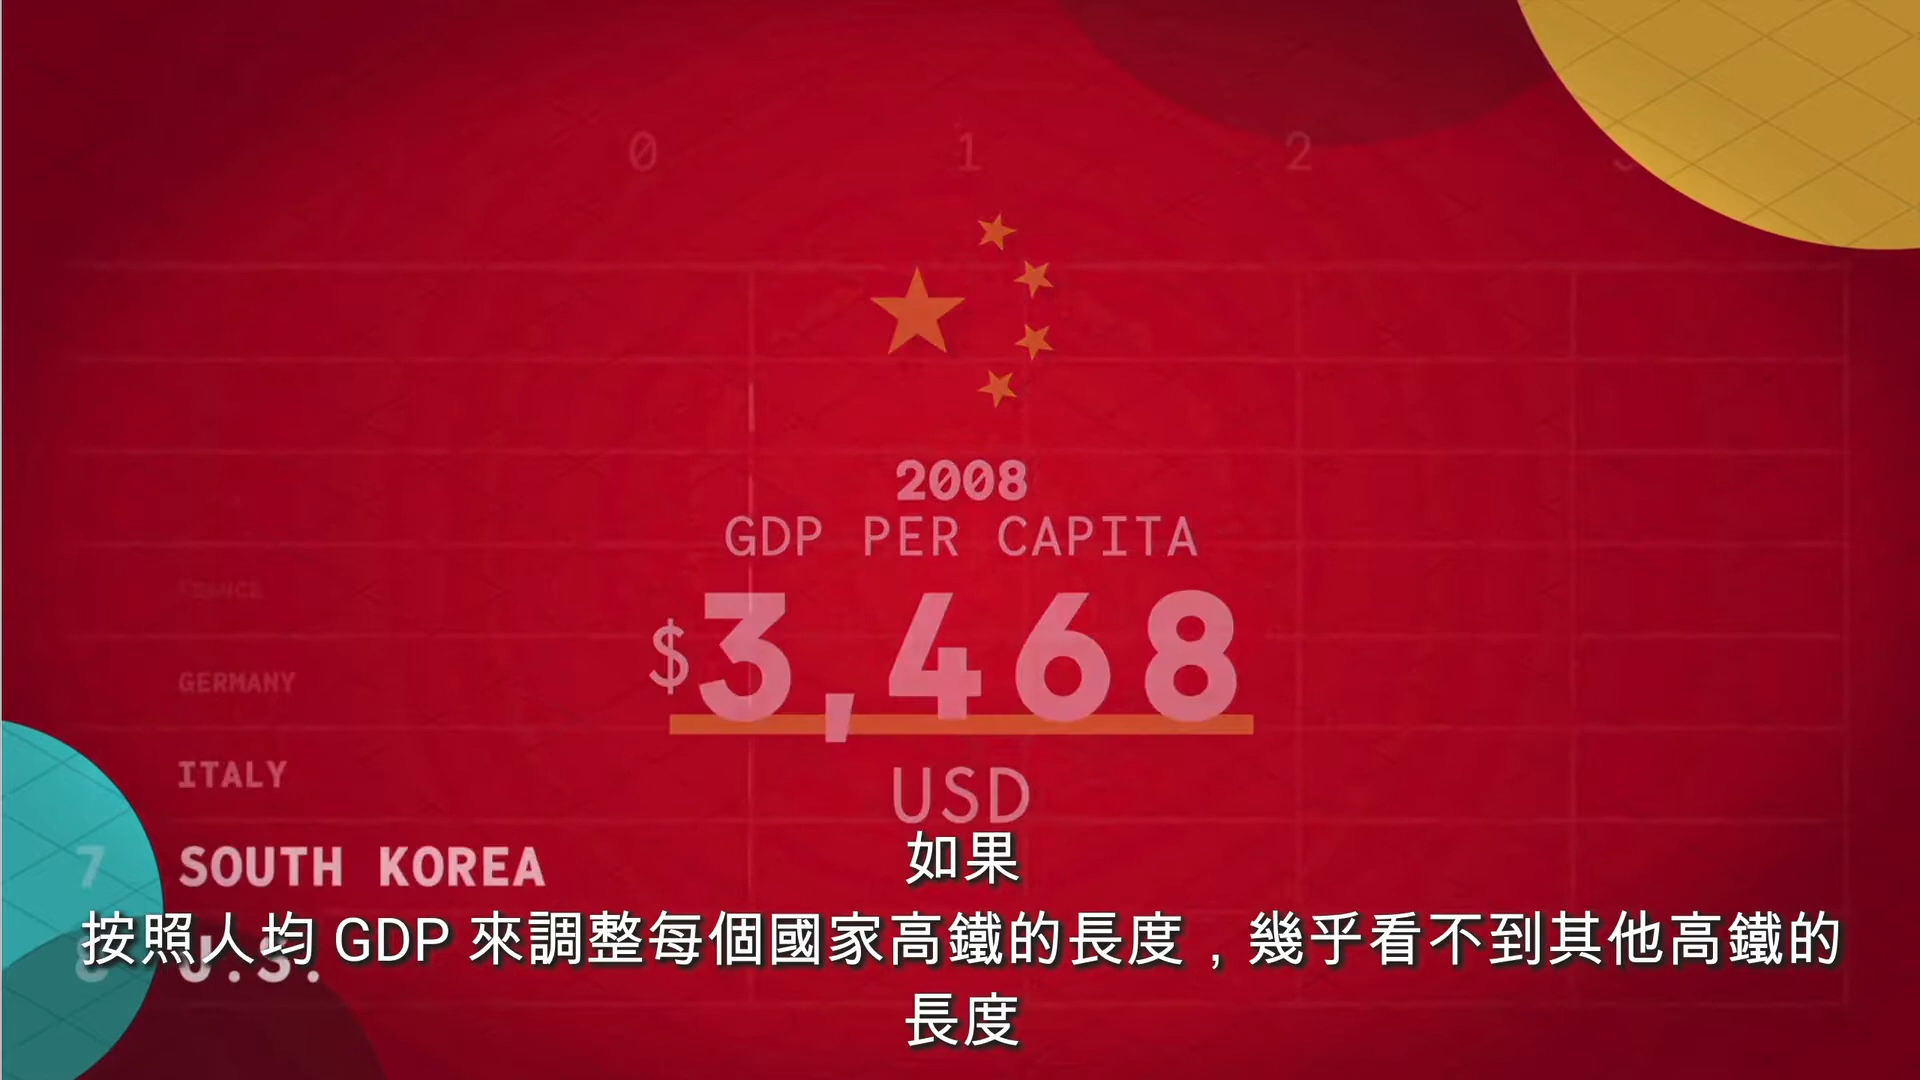 0 1 2
2008
GDP PER CAPITA
$3,468
USD
FRANCE
GERMANY
ITALY
7 SOUTH KOREA
8 U.S.
如果
按照人均 GDP 來調整每個國家高鐵的長度，幾乎看不到其他高鐵的
長度